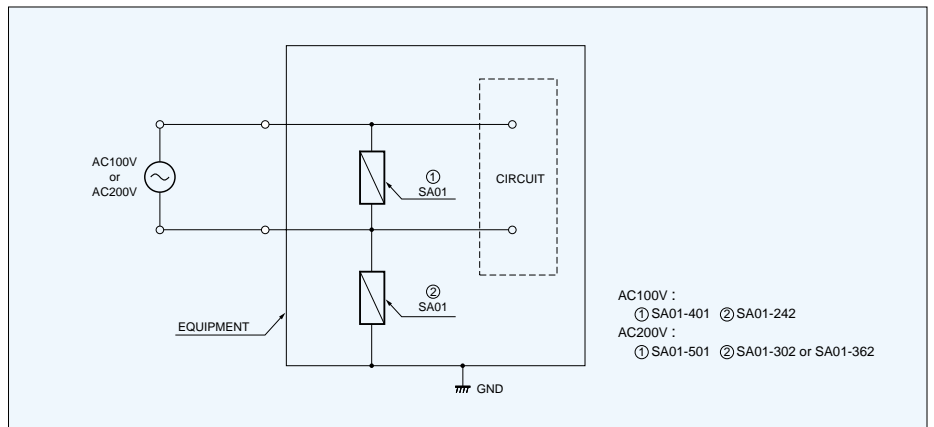 AC100V
or
AC200V
① 
SA01
CIRCUIT
②
SA01
EQUIPMENT
GND
AC100V :
① SA01-401 ② SA01-242
AC200V :
① SA01-501 ② SA01-302 or SA01-362